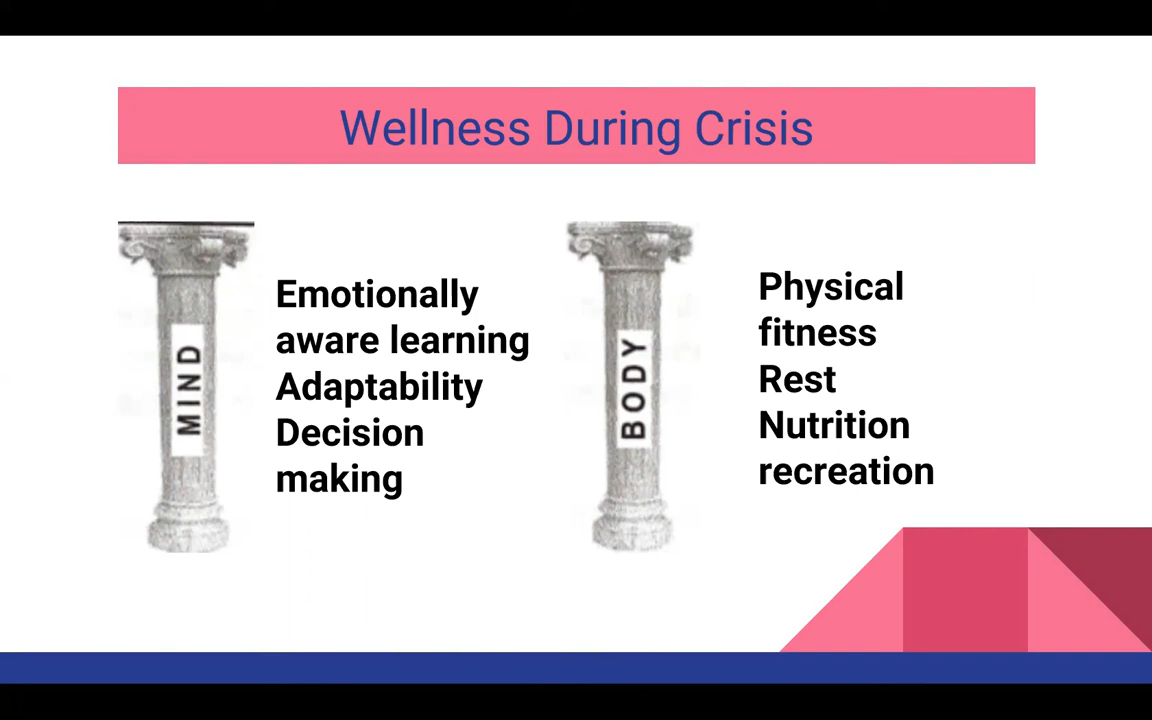 Wellness During Crisis
MIND
Emotionally
aware learning
Adaptability
Decision
making
BODY
Physical
fitness
Rest
Nutrition
recreation